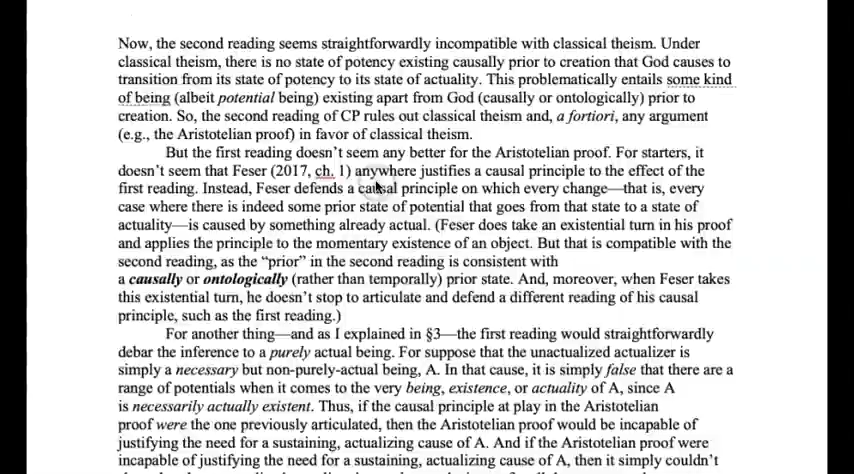 Now, the second reading seems straightforwardly incompatible with classical theism. Under
classical theism, there is no state of potency existing causally prior to creation that God causes to
transition from its state of potency to its state of actuality. This problematically entails some kind
of being (albeit potential being) existing apart from God (causally or ontologically) prior to
creation. So, the second reading of CP rules out classical theism and, a fortiori, any argument
(e.g., the Aristotelian proof) in favor of classical theism.
But the first reading doesn’t seem any better for the Aristotelian proof. For starters, it
doesn’t seem that Feser (2017, ch. 1) anywhere justifies a causal principle to the effect of the
first reading. Instead, Feser defends a causal principle on which every change—that is, every
case where there is indeed some prior state of potential that goes from that state to a state of
actuality—is caused by something already actual. (Feser does take an existential turn in his proof
and applies the principle to the momentary existence of an object. But that is compatible with the
second reading, as the “prior” in the second reading is consistent with
a causally or ontologically (rather than temporally) prior state. And, moreover, when Feser takes
this existential turn, he doesn’t stop to articulate and defend a different reading of his causal
principle, such as the first reading.)
For another thing—and as I explained in §3—the first reading would straightforwardly
debar the inference to a purely actual being. For suppose that the unactualized actualizer is
simply a necessary but non-purely-actual being, A. In that cause, it is simply false that there are a
range of potentials when it comes to the very being, existence, or actuality of A, since A
is necessarily actually existent. Thus, if the causal principle at play in the Aristotelian
proof were the one previously articulated, then the Aristotelian proof would be incapable of
justifying the need for a sustaining, actualizing cause of A. And if the Aristotelian proof were
incapable of justifying the need for a sustaining, actualizing cause of A, then it simply couldn’t